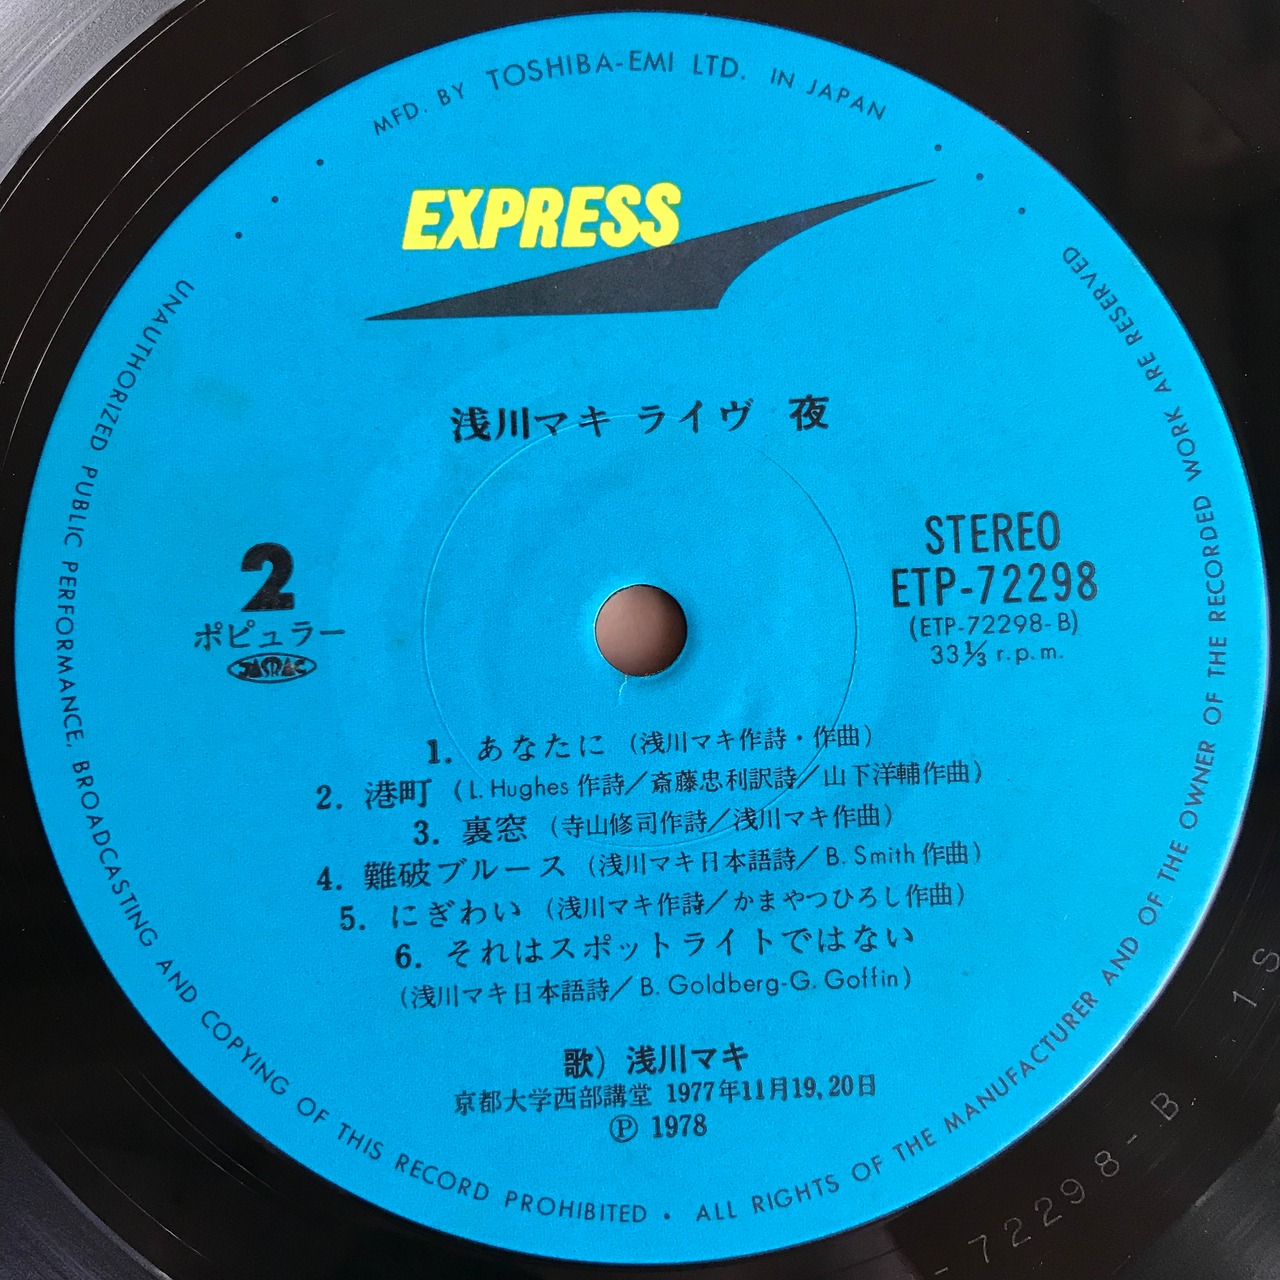 MFD. BY TOSHIBA-EMI LTD. IN JAPAN
EXPRESS
浅川マキ ライヴ 夜
2
ポピュラー
JASRAC
STEREO
ETP-72298
(ETP-72298-B)
33⅓ r.p.m.
1. あなたに (浅川マキ作詩・作曲)
2. 港町 (L. Hughes 作詩/斎藤忠利訳詩/山下洋輔作曲)
3. 裏窓 (寺山修司作詩/浅川マキ作曲)
4. 難破ブルース (浅川マキ日本語詩/B. Smith 作曲)
5. にぎわい (浅川マキ作詩/かまやつひろし作曲)
6. それはスポットライトではない
(浅川マキ日本語詩/B. Goldberg-G. Goffin)
歌) 浅川マキ
京都大学西部講堂 1977年11月19, 20日
Ⓟ 1978
UNAUTHORIZED PUBLIC PERFORMANCE, BROADCASTING AND COPYING OF THIS RECORD PROHIBITED • ALL RIGHTS OF THE MANUFACTURER AND OF THE OWNER OF THE RECORDED WORK ARE RESERVED
- 72298 - B 1S